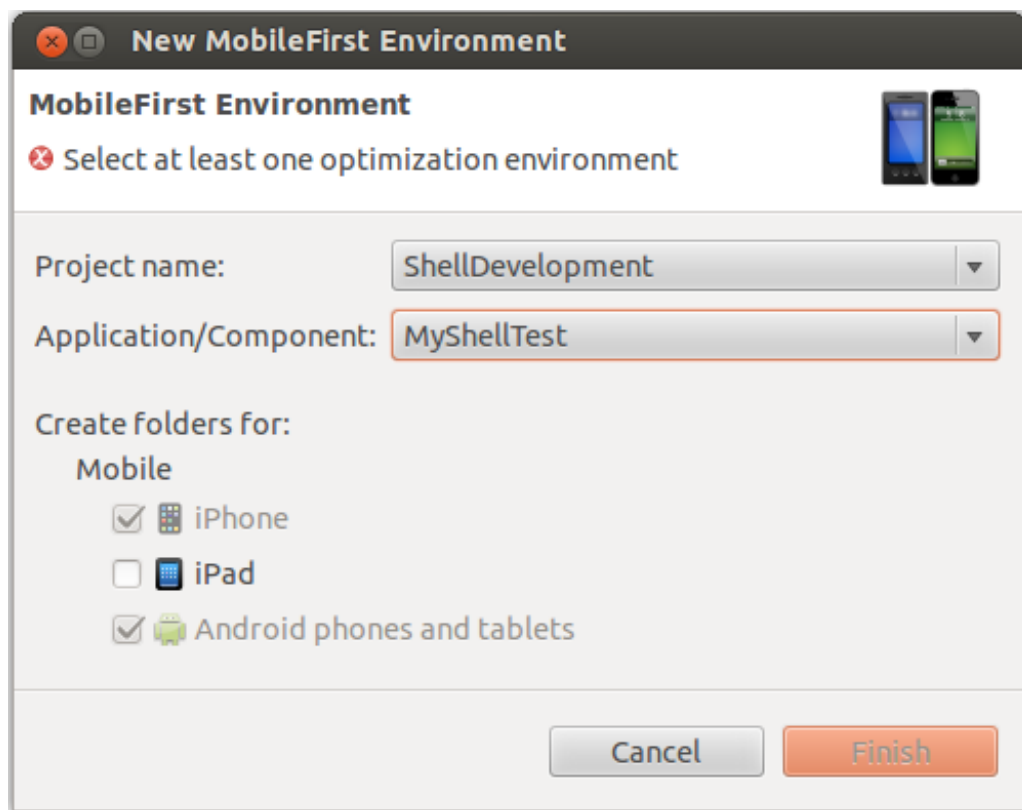 New MobileFirst Environment
MobileFirst Environment
Select at least one optimization environment
Project name: ShellDevelopment
Application/Component: MyShellTest
Create folders for:
Mobile
iPhone
iPad
Android phones and tablets
Cancel Finish